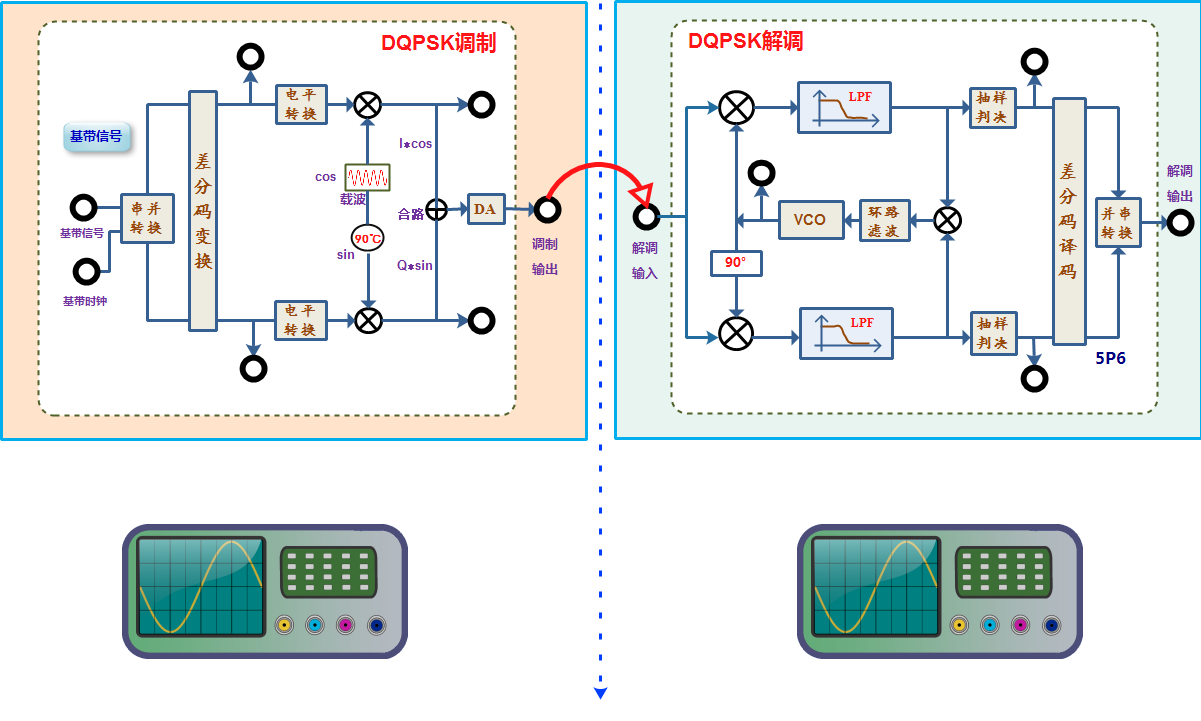 DQPSK调制
基带信号
差分码变换
电平
转换
I*cos
cos
载波
串并
转换
基带信号
基带时钟
90℃
sin
合路
DA
Q*sin
调制
输出
电平
转换
DQPSK解调
LPF
抽样
判决
解调
输入
VCO
环路
滤波
90°
差分码译码
并串
转换
解调
输出
LPF
抽样
判决
5P6